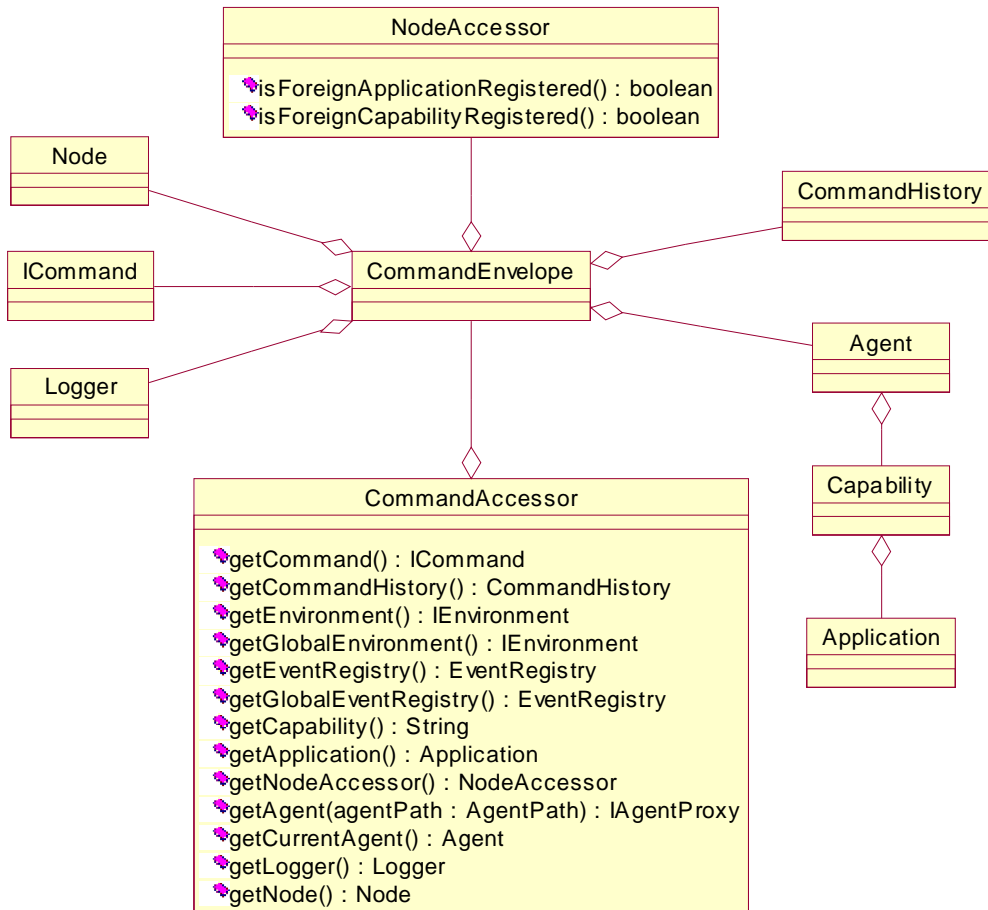 NodeAccessor
isForeignApplicationRegistered() : boolean
isForeignCapabilityRegistered() : boolean
Node
CommandHistory
ICommand
CommandEnvelope
Agent
Logger
Capability
CommandAccessor
getCommand() : ICommand
getCommandHistory() : CommandHistory
getEnvironment() : IEnvironment
getGlobalEnvironment() : IEnvironment
getEventRegistry() : EventRegistry
getGlobalEventRegistry() : EventRegistry
getCapability() : String
getApplication() : Application
getNodeAccessor() : NodeAccessor
getAgent(agentPath : AgentPath) : IAgentProxy
getCurrentAgent() : Agent
getLogger() : Logger
getNode() : Node
Application